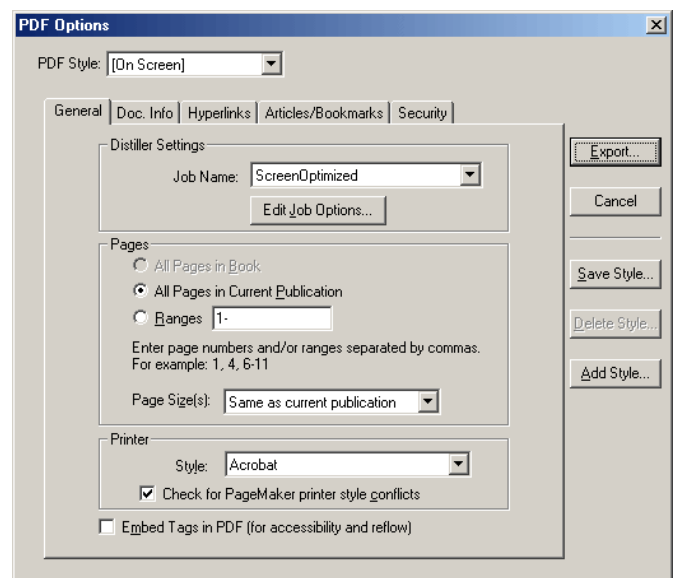 PDF Options
PDF Style: [On Screen]
General Doc. Info Hyperlinks Articles/Bookmarks Security
Distiller Settings
Job Name: ScreenOptimized
Edit Job Options...
Export...
Cancel
Pages
All Pages in Book
All Pages in Current Publication
Ranges 1-
Enter page numbers and/or ranges separated by commas.
For example: 1, 4, 6-11
Page Size(s): Same as current publication
Save Style...
Delete Style...
Add Style...
Printer
Style: Acrobat
Check for PageMaker printer style conflicts
Embed Tags in PDF (for accessibility and reflow)